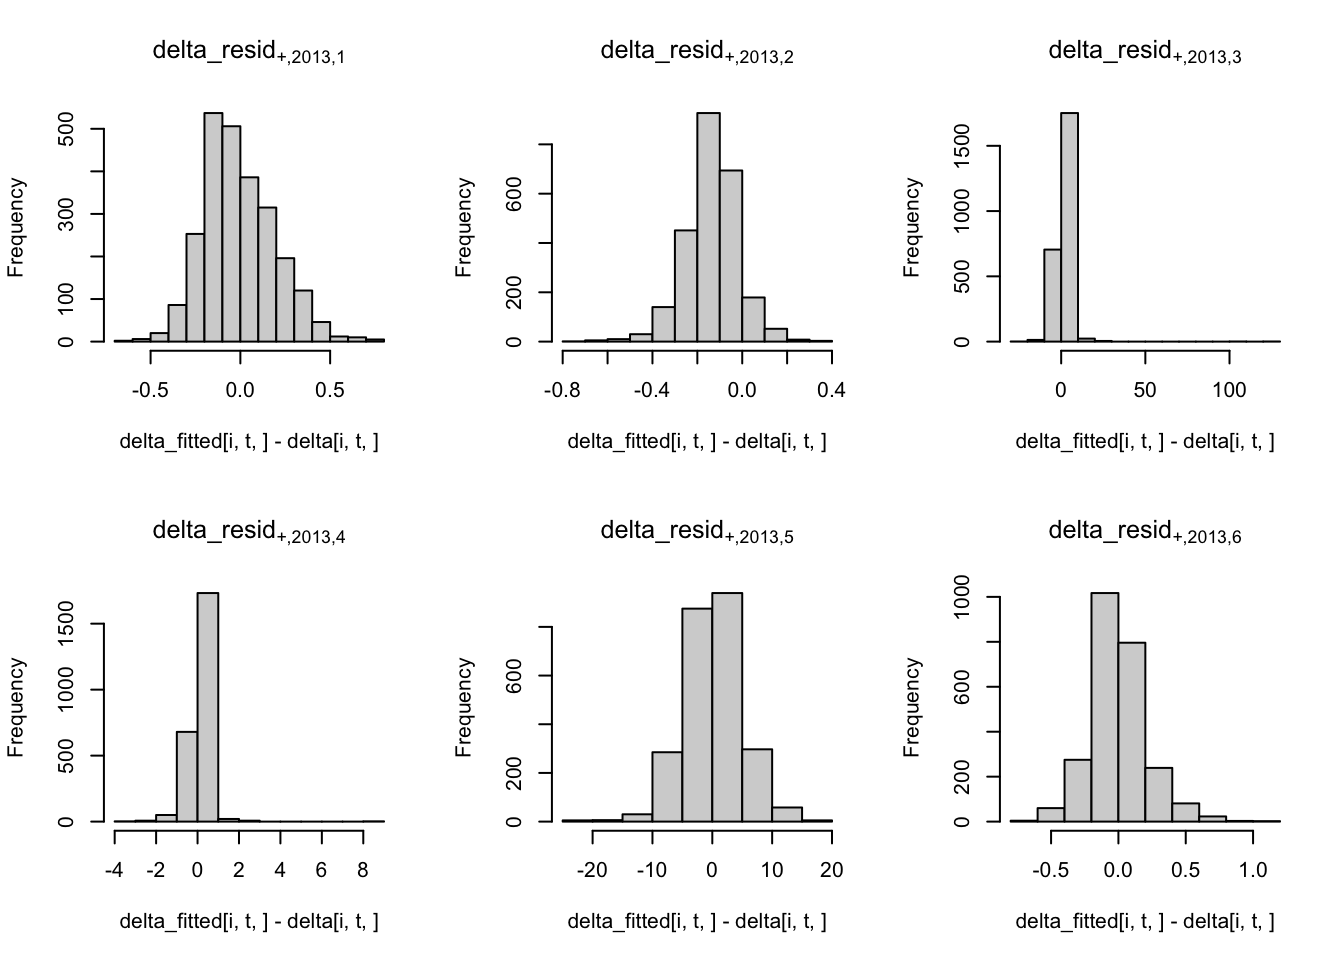 delta_resid+,2013,1
Frequency
0 100 300 500
-0.5 0.0 0.5
delta_fitted[i, t, ] - delta[i, t, ]
delta_resid+,2013,2
Frequency
0 200 600
-0.8 -0.4 0.0 0.4
delta_fitted[i, t, ] - delta[i, t, ]
delta_resid+,2013,3
Frequency
0 500 1000 1500
0 50 100
delta_fitted[i, t, ] - delta[i, t, ]
delta_resid+,2013,4
Frequency
0 500 1000 1500
-4 -2 0 2 4 6 8
delta_fitted[i, t, ] - delta[i, t, ]
delta_resid+,2013,5
Frequency
0 200 600
-20 -10 0 10 20
delta_fitted[i, t, ] - delta[i, t, ]
delta_resid+,2013,6
Frequency
0 200 600 1000
-0.5 0.0 0.5 1.0
delta_fitted[i, t, ] - delta[i, t, ]